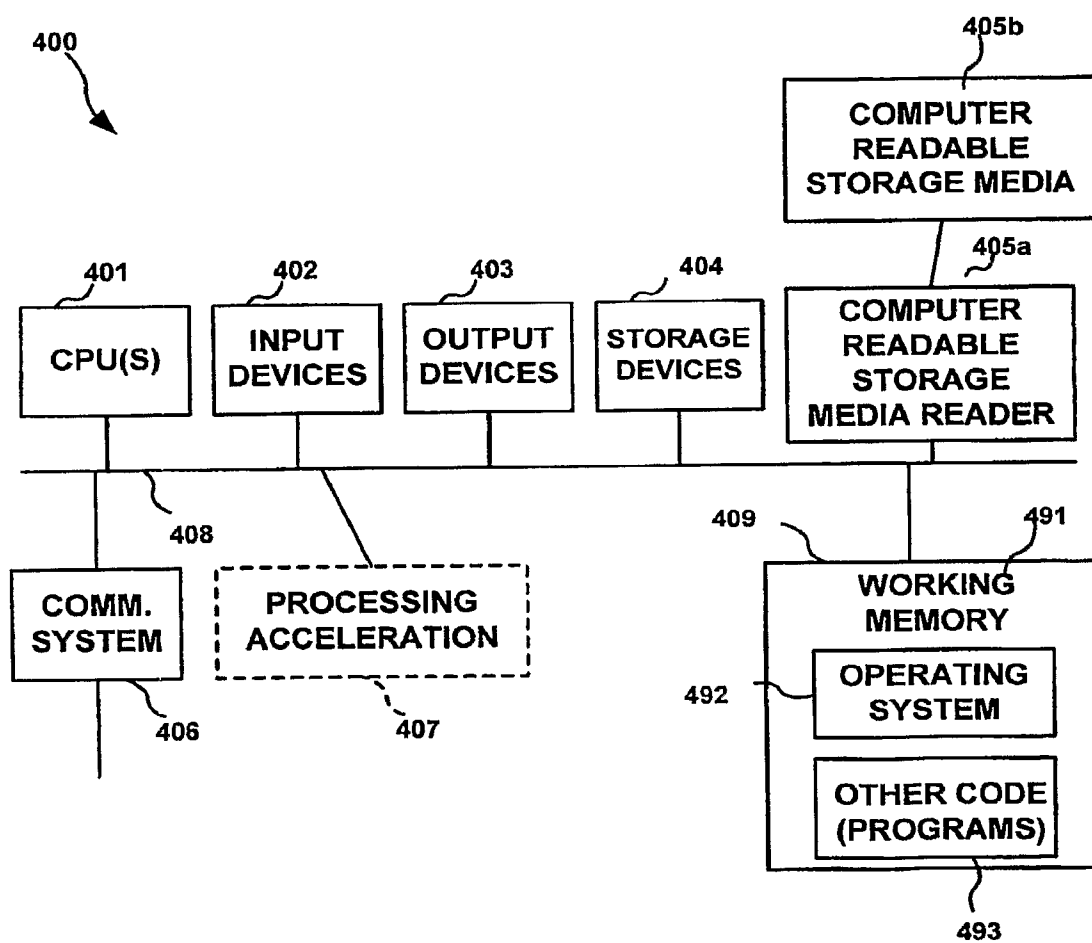 400
405b
COMPUTER
READABLE
STORAGE MEDIA
401
402
403
404
405a
CPU(S)
INPUT
DEVICES
OUTPUT
DEVICES
STORAGE
DEVICES
COMPUTER
READABLE
STORAGE
MEDIA READER
408
409
491
COMM.
SYSTEM
PROCESSING
ACCELERATION
WORKING
MEMORY
406
407
492
OPERATING
SYSTEM
OTHER CODE
(PROGRAMS)
493